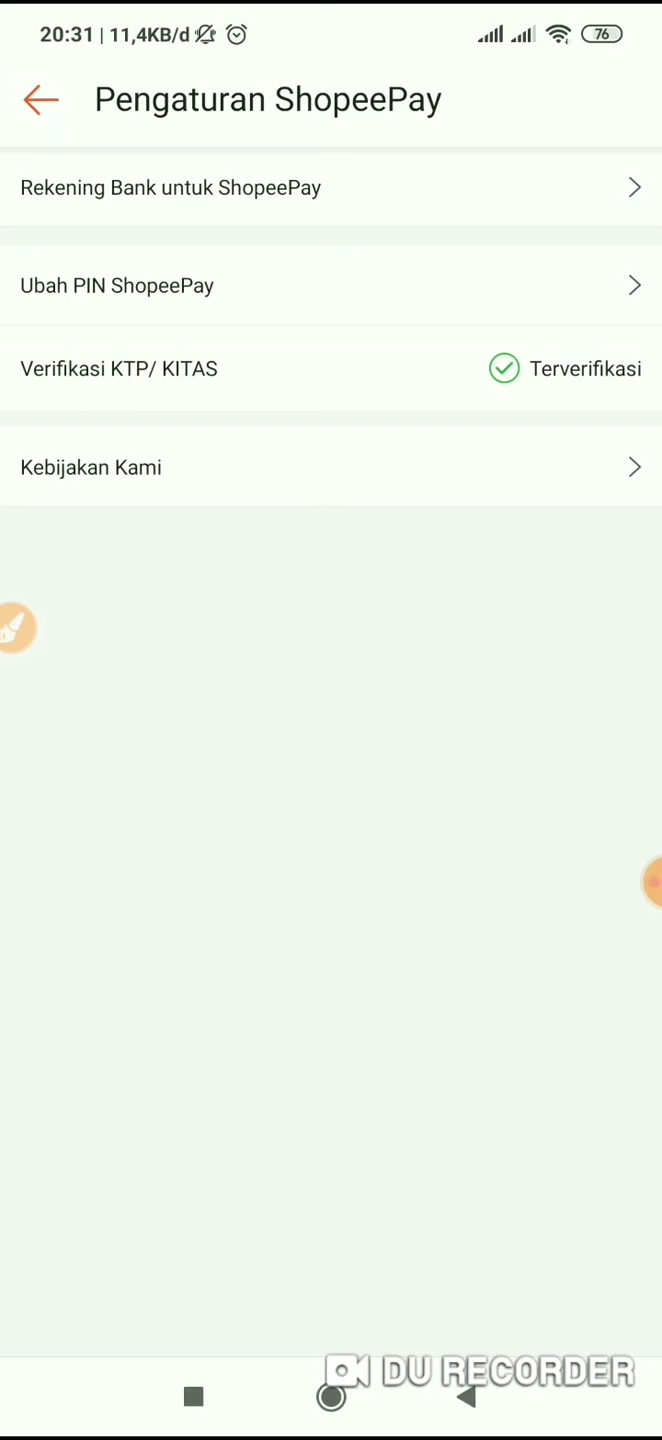 20:31 | 11,4KB/d 76
Pengaturan ShopeePay
Rekening Bank untuk ShopeePay
Ubah PIN ShopeePay
Verifikasi KTP/ KITAS Terverifikasi
Kebijakan Kami
DU RECORDER